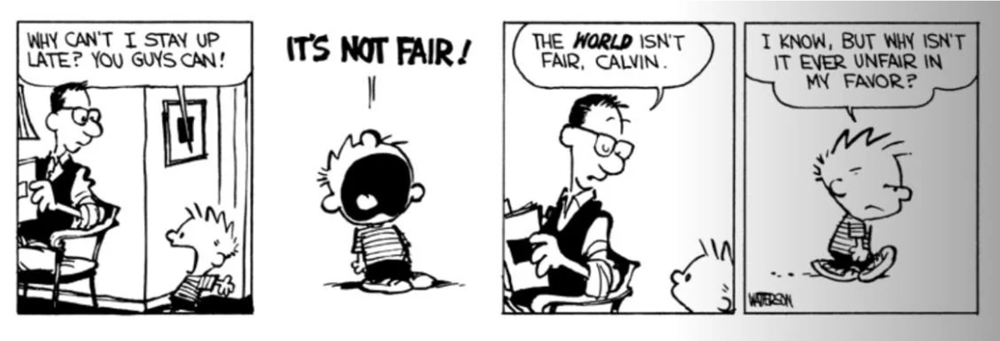 WHY CAN'T I STAY UP
LATE? YOU GUYS CAN!
IT'S NOT FAIR!
THE WORLD ISN'T
FAIR, CALVIN.
I KNOW, BUT WHY ISN'T
IT EVER UNFAIR IN
MY FAVOR?
WATTERSON